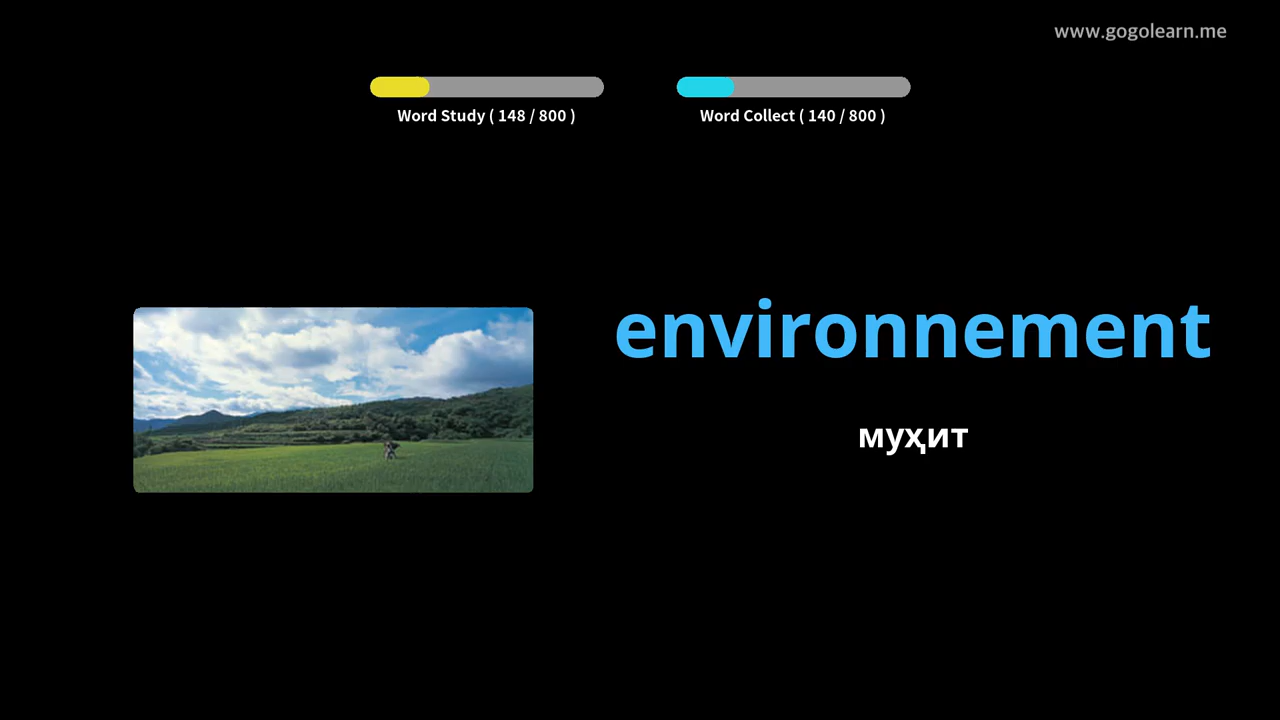 www.gogolearn.me
Word Study ( 148 / 800 )
Word Collect ( 140 / 800 )
environnement
муҳит